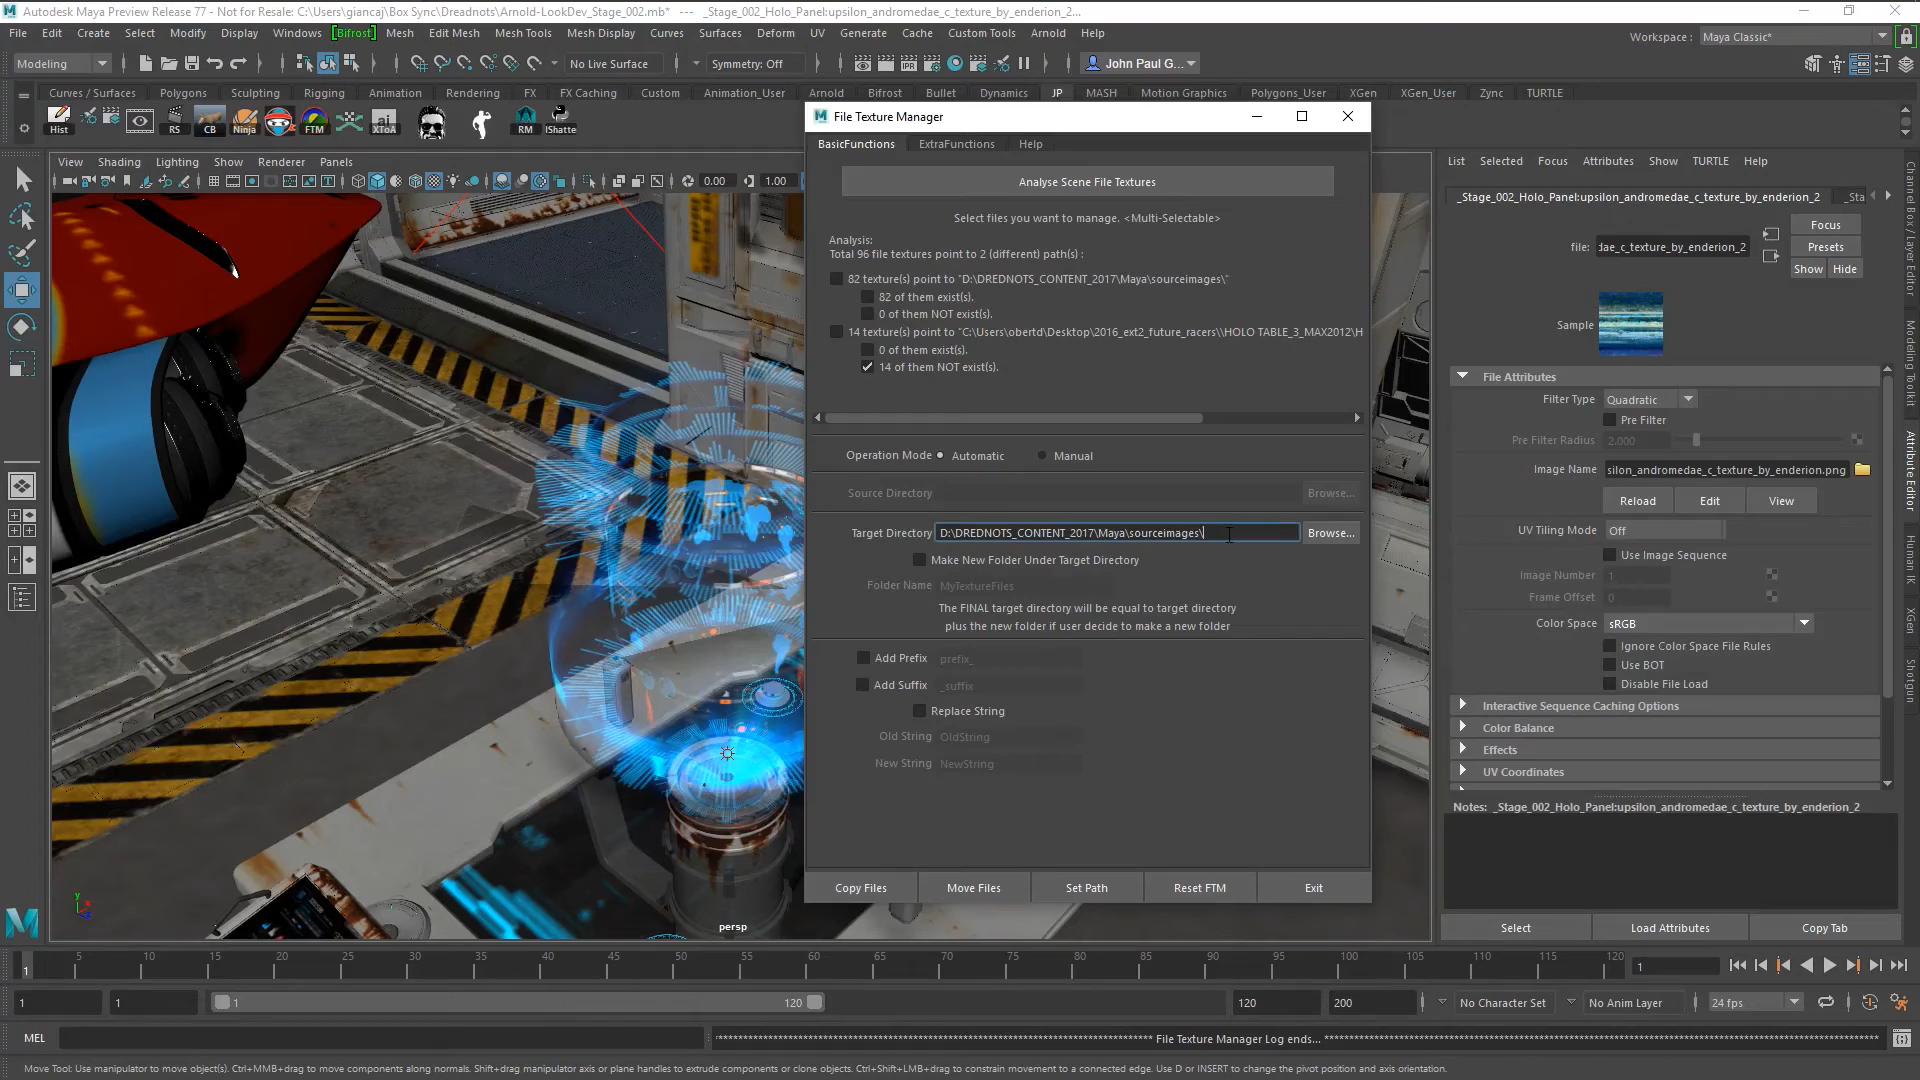 Autodesk Maya Preview Release 77 - Not for Resale: C:\Users\giancaj\Box Sync\Dreadnots\Arnold-LookDev_Stage_002.mb* --- _Stage_002_Holo_Panel:upsilon_andromedae_c_texture_by_enderion_2...
File Edit Create Select Modify Display Windows [Bifrost] Mesh Edit Mesh Mesh Tools Mesh Display Curves Surfaces Deform UV Generate Cache Custom Tools Arnold Help
Workspace : Maya Classic*
Modeling No Live Surface Symmetry: Off John Paul G...
Curves / Surfaces Polygons Sculpting Rigging Animation Rendering FX FX Caching Custom Animation_User Arnold Bifrost Bullet Dynamics JP MASH Motion Graphics Polygons_User XGen XGen_User Zync TURTLE
Hist RS CB Ninja FTM XToA RM IShatte
View Shading Lighting Show Renderer Panels
0.00 1.00
persp
File Texture Manager
BasicFunctions ExtraFunctions Help
Analyse Scene File Textures
Select files you want to manage. <Multi-Selectable>
Analysis:
Total 96 file textures point to 2 (different) path(s) :
82 texture(s) point to "D:\DREDNOTS_CONTENT_2017\Maya\sourceimages\"
82 of them exist(s).
0 of them NOT exist(s).
14 texture(s) point to "C:\Users\obertd\Desktop\2016_ext2_future_racers\\HOLO TABLE_3_MAX2012\H
0 of them exist(s).
14 of them NOT exist(s).
Operation Mode Automatic Manual
Source Directory Browse...
Target Directory D:\DREDNOTS_CONTENT_2017\Maya\sourceimages\ Browse...
Make New Folder Under Target Directory
Folder Name MyTextureFiles
The FINAL target directory will be equal to target directory
plus the new folder if user decide to make a new folder
Add Prefix prefix_
Add Suffix _suffix
Replace String
Old String OldString
New String NewString
Copy Files Move Files Set Path Reset FTM Exit
List Selected Focus Attributes Show TURTLE Help
_Stage_002_Holo_Panel:upsilon_andromedae_c_texture_by_enderion_2 _Sta
Focus
file: dae_c_texture_by_enderion_2 Presets
Show Hide
Sample
File Attributes
Filter Type Quadratic
Pre Filter
Pre Filter Radius 2.000
Image Name silon_andromedae_c_texture_by_enderion.png
Reload Edit View
UV Tiling Mode Off
Use Image Sequence
Image Number 1
Frame Offset 0
Color Space sRGB
Ignore Color Space File Rules
Use BOT
Disable File Load
Interactive Sequence Caching Options
Color Balance
Effects
UV Coordinates
Notes: _Stage_002_Holo_Panel:upsilon_andromedae_c_texture_by_enderion_2
Select Load Attributes Copy Tab
Channel Box / Layer Editor
Modeling Toolkit
Attribute Editor
Human IK
XGen
Shotgun
5 10 15 20 25 30 35 40 45 50 55 60 65 70 75 80 85 90 95 100 105 110 115 120
1 1
1 1 1 120 120 200 No Character Set No Anim Layer 24 fps
MEL File Texture Manager Log ends...
Move Tool: Use manipulator to move object(s). Ctrl+MMB+drag to move components along normals. Shift+drag manipulator axis or plane handles to extrude components or clone objects. Ctrl+Shift+LMB+drag to constrain movement to a connected edge. Use D or INSERT to change the pivot position and axis orientation.